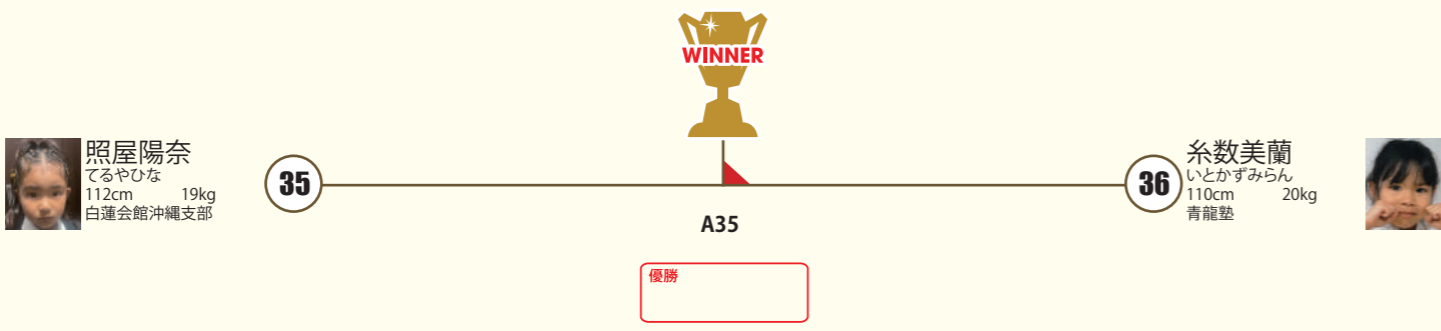 WINNER
照屋陽奈
てるやひな
112cm 19kg
白蓮会館沖縄支部
35
36
糸数美蘭
いとかずみらん
110cm 20kg
青龍塾
A35
優勝